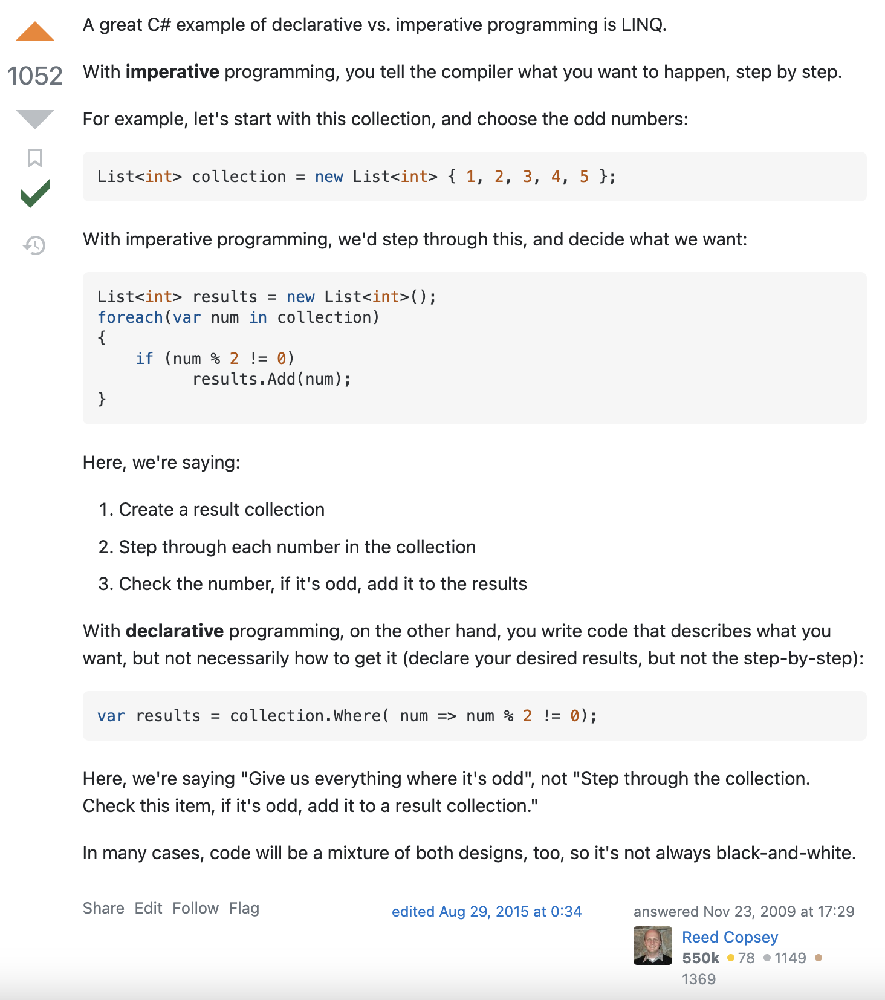 A great C# example of declarative vs. imperative programming is LINQ.
1052
With imperative programming, you tell the compiler what you want to happen, step by step.
For example, let's start with this collection, and choose the odd numbers:
List<int> collection = new List<int> { 1, 2, 3, 4, 5 };
With imperative programming, we'd step through this, and decide what we want:
List<int> results = new List<int>();
foreach(var num in collection)
{
    if (num % 2 != 0)
          results.Add(num);
}
Here, we're saying:
1. Create a result collection
2. Step through each number in the collection
3. Check the number, if it's odd, add it to the results
With declarative programming, on the other hand, you write code that describes what you
want, but not necessarily how to get it (declare your desired results, but not the step-by-step):
var results = collection.Where( num => num % 2 != 0);
Here, we're saying "Give us everything where it's odd", not "Step through the collection.
Check this item, if it's odd, add it to a result collection."
In many cases, code will be a mixture of both designs, too, so it's not always black-and-white.
Share Edit Follow Flag
edited Aug 29, 2015 at 0:34
answered Nov 23, 2009 at 17:29
Reed Copsey
550k 78 1149
1369